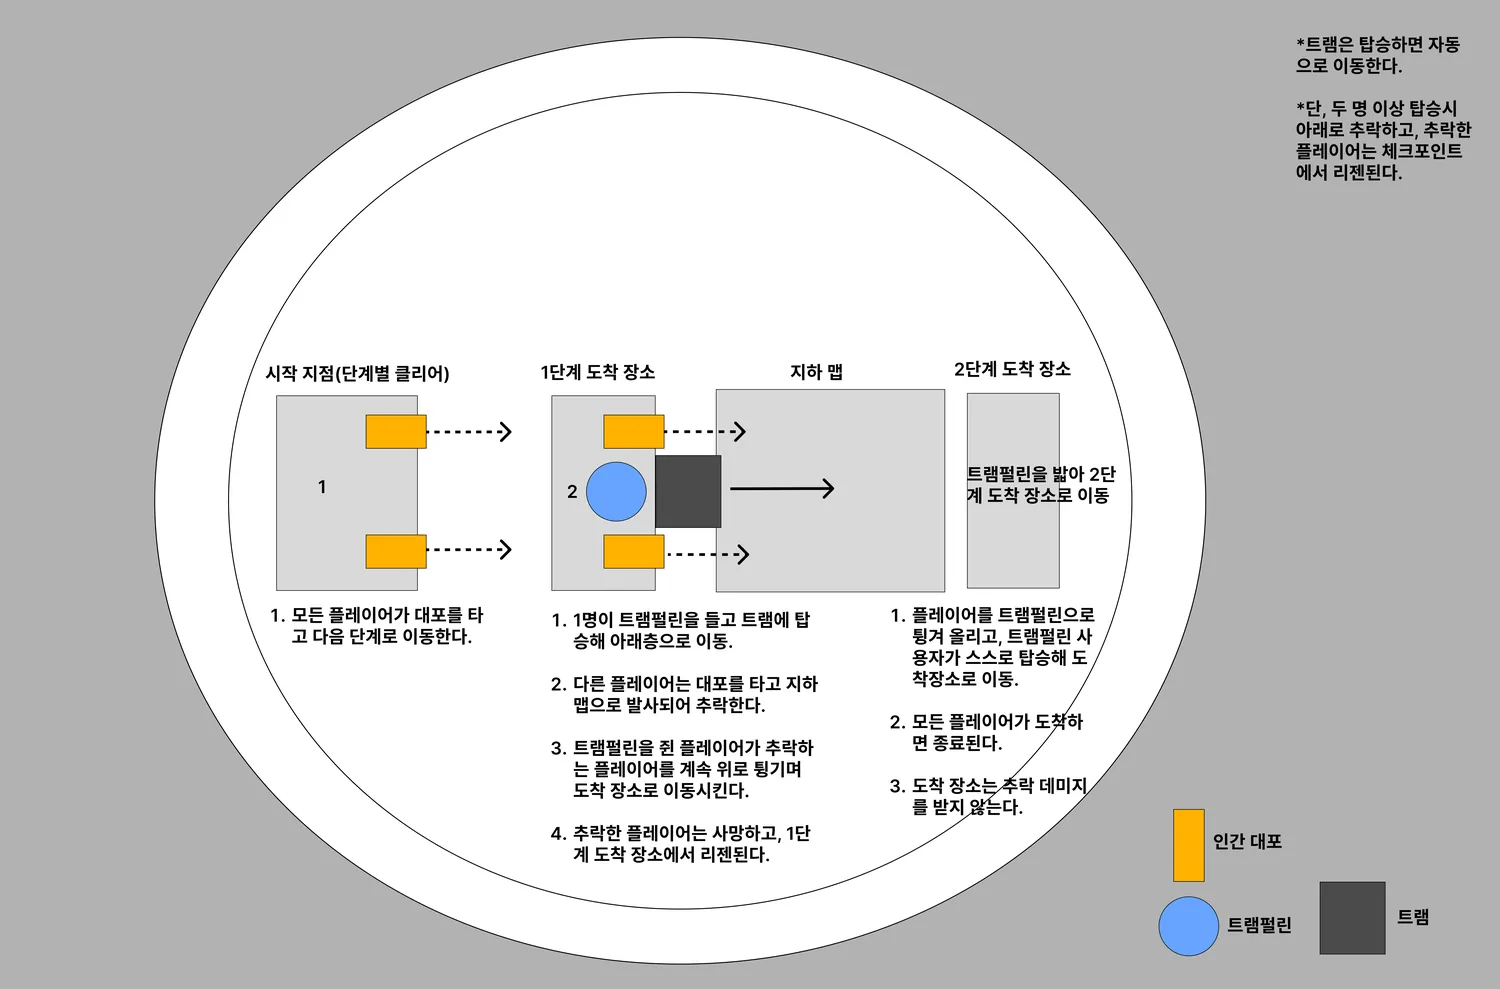 *트램은 탑승하면 자동
으로 이동한다.
*단, 두 명 이상 탑승시
아래로 추락하고, 추락한
플레이어는 체크포인트
에서 리젠된다.
시작 지점(단계별 클리어)
1
1. 모든 플레이어가 대포를 타
고 다음 단계로 이동한다.
1단계 도착 장소
2
1. 1명이 트램펄린을 들고 트램에 탑
승해 아래층으로 이동.
2. 다른 플레이어는 대포를 타고 지하
맵으로 발사되어 추락한다.
3. 트램펄린을 쥔 플레이어가 추락하
는 플레이어를 계속 위로 튕기며
도착 장소로 이동시킨다.
4. 추락한 플레이어는 사망하고, 1단
계 도착 장소에서 리젠된다.
지하 맵
2단계 도착 장소
트램펄린을 밟아 2단
계 도착 장소로 이동
1. 플레이어를 트램펄린으로
튕겨 올리고, 트램펄린 사
용자가 스스로 탑승해 도
착장소로 이동.
2. 모든 플레이어가 도착하
면 종료된다.
3. 도착 장소는 추락 데미지
를 받지 않는다.
인간 대포
트램펄린
트램